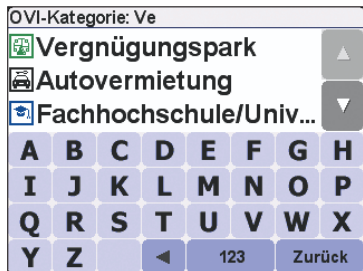 OVI-Kategorie: Ve
Vergnügungspark
Autovermietung
Fachhochschule/Univ...
A B C D E F G H
I J K L M N O P
Q R S T U V W X
Y Z 123 Zurück